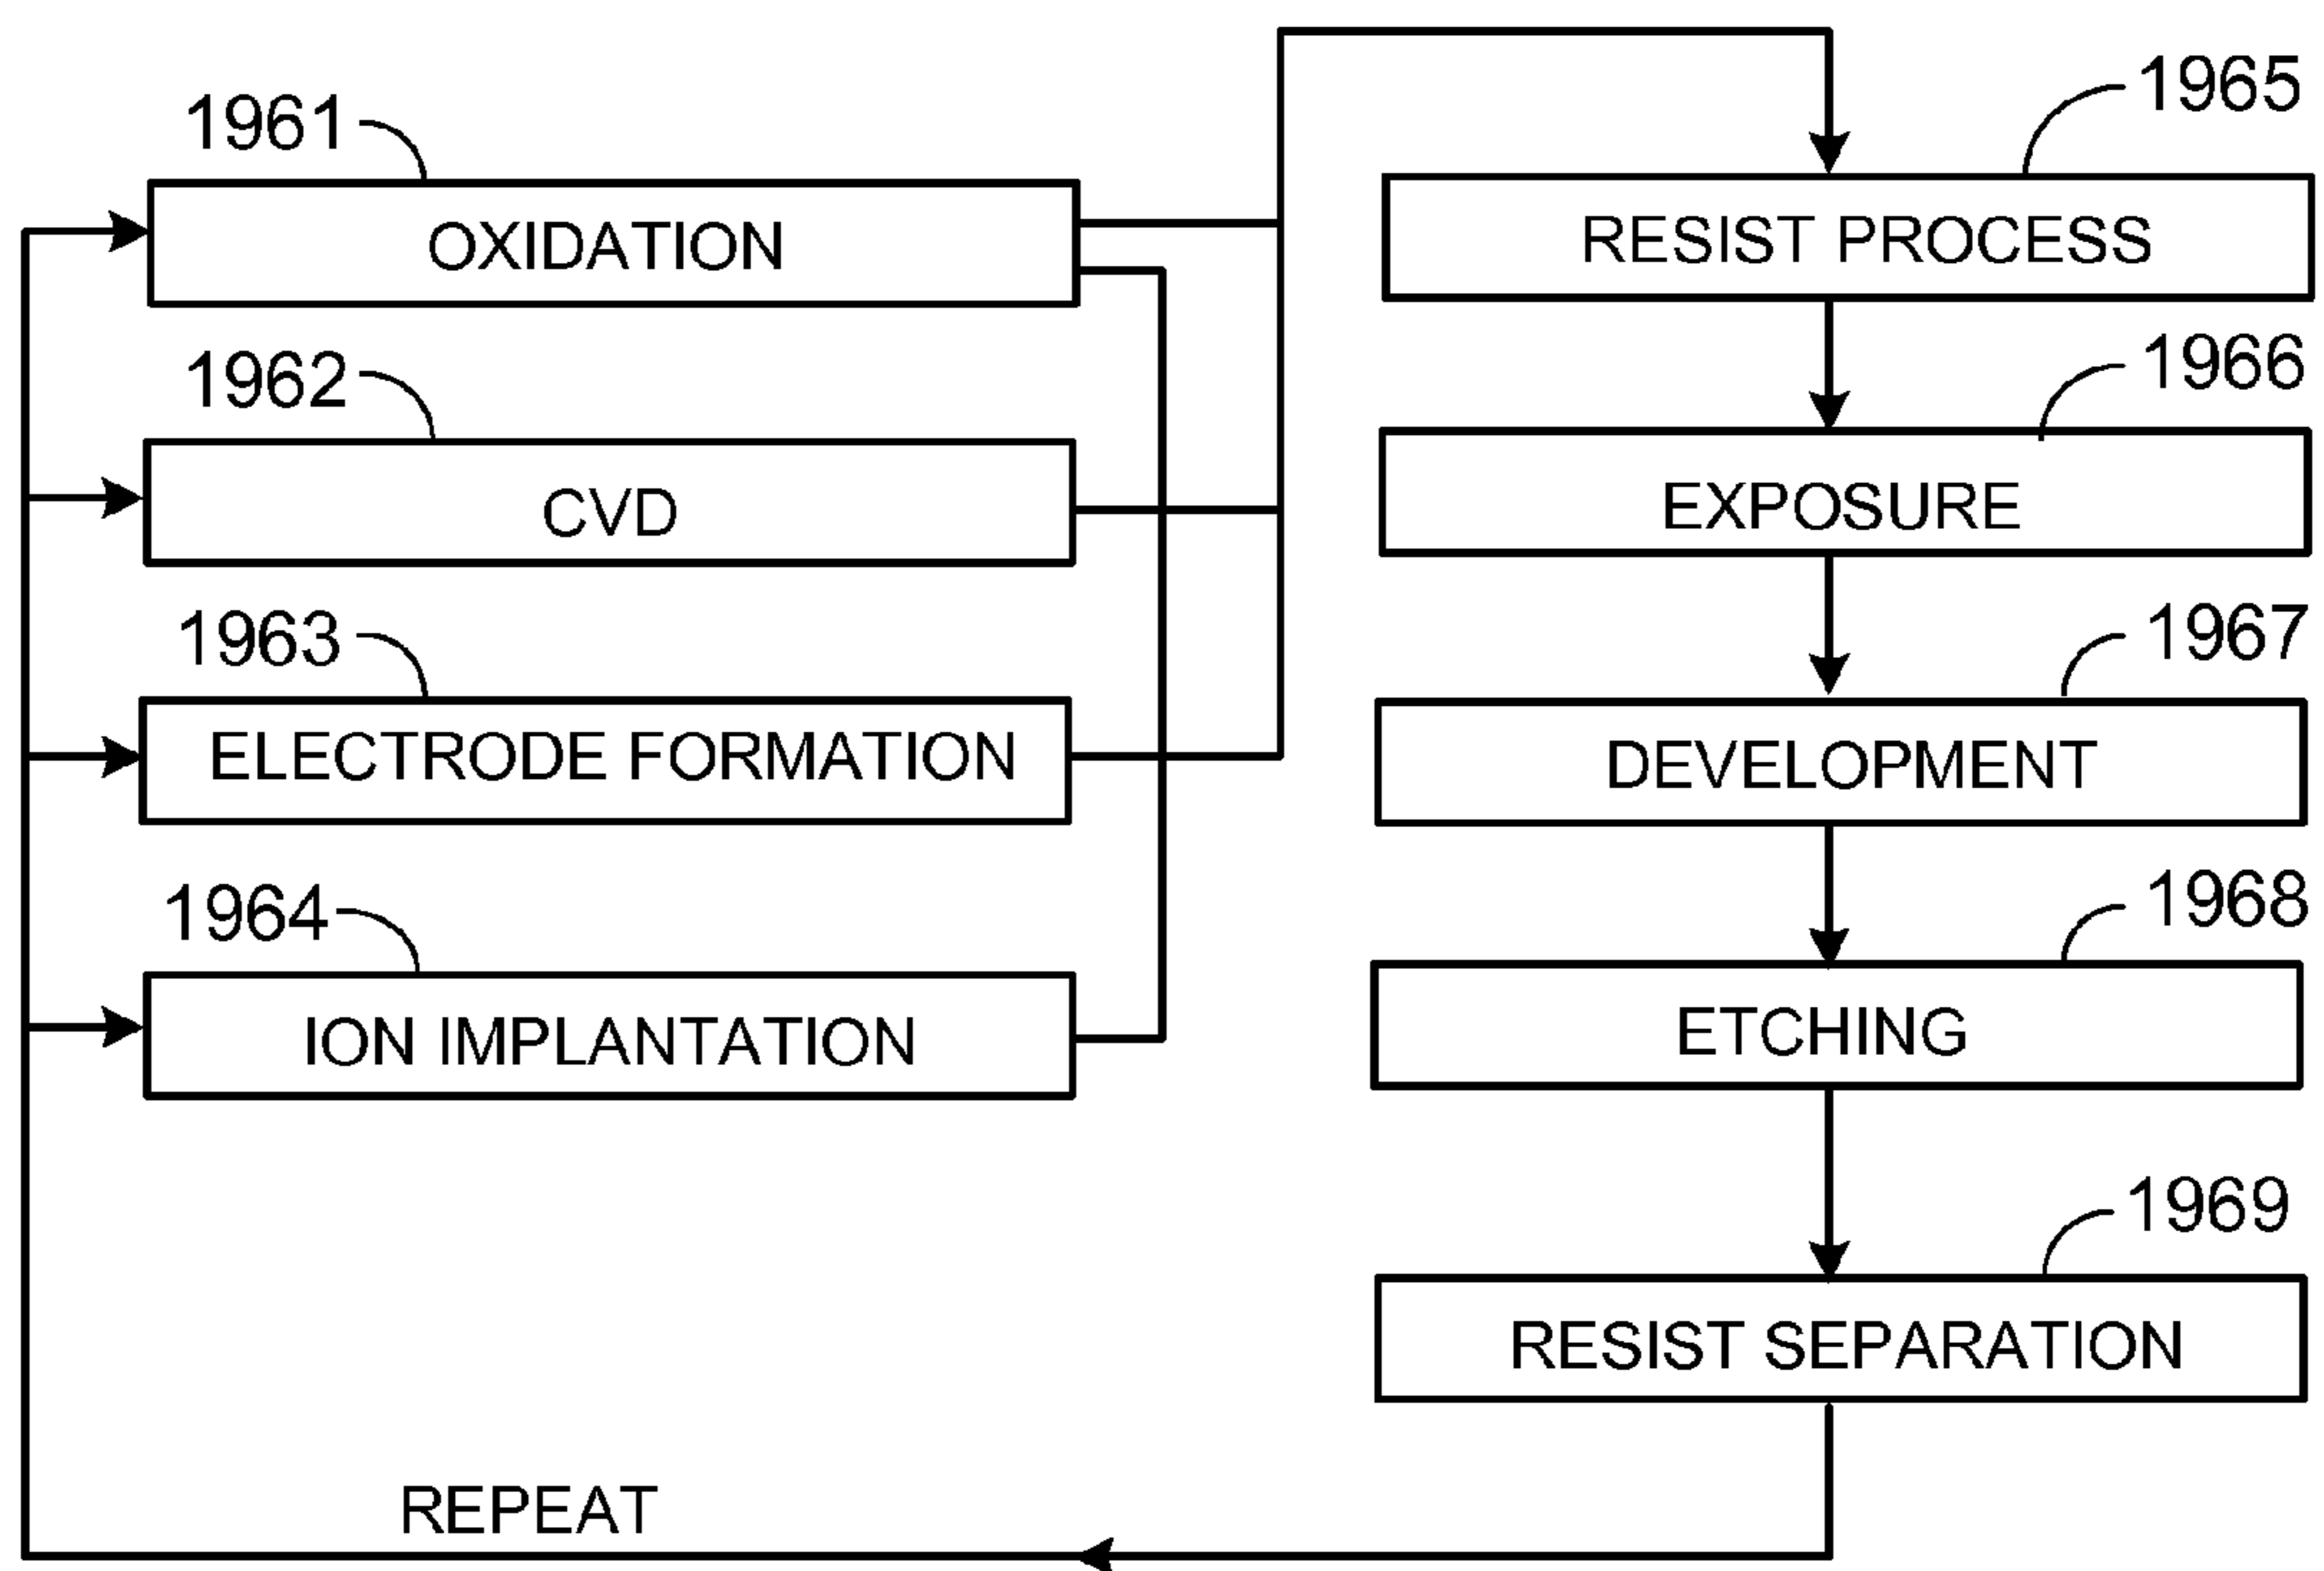 1961
OXIDATION
1962
CVD
1963
ELECTRODE FORMATION
1964
ION IMPLANTATION
1965
RESIST PROCESS
1966
EXPOSURE
1967
DEVELOPMENT
1968
ETCHING
1969
RESIST SEPARATION
REPEAT